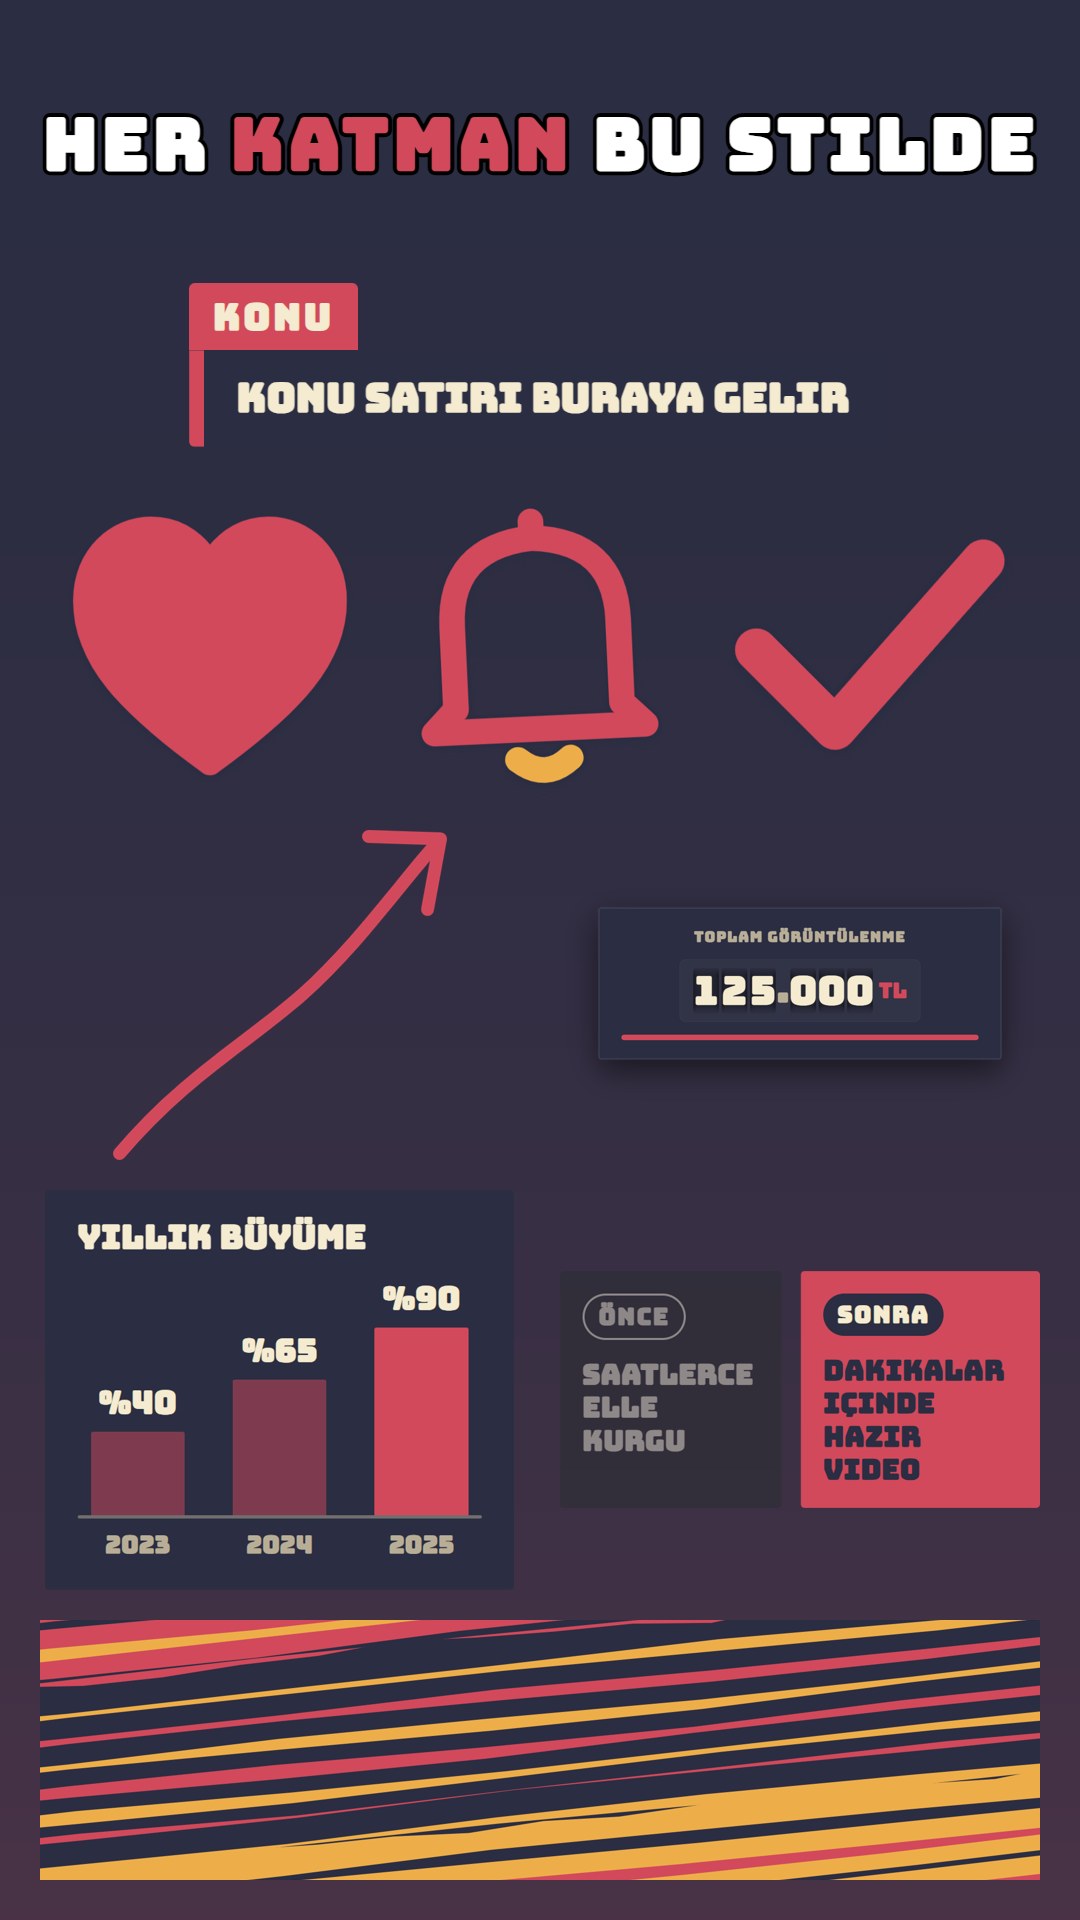 HER KATMAN BU STILDE
KONU
KONU SATIRI BURAYA GELIR
TOPLAM GÖRÜNTÜLENME
125.000 TL
YILLIK BÜYÜME
%40
%65
%90
2023
2024
2025
ÖNCE
SAATLERCE
ELLE
KURGU
SONRA
DAKIKALAR
IÇINDE
HAZIR
VIDEO